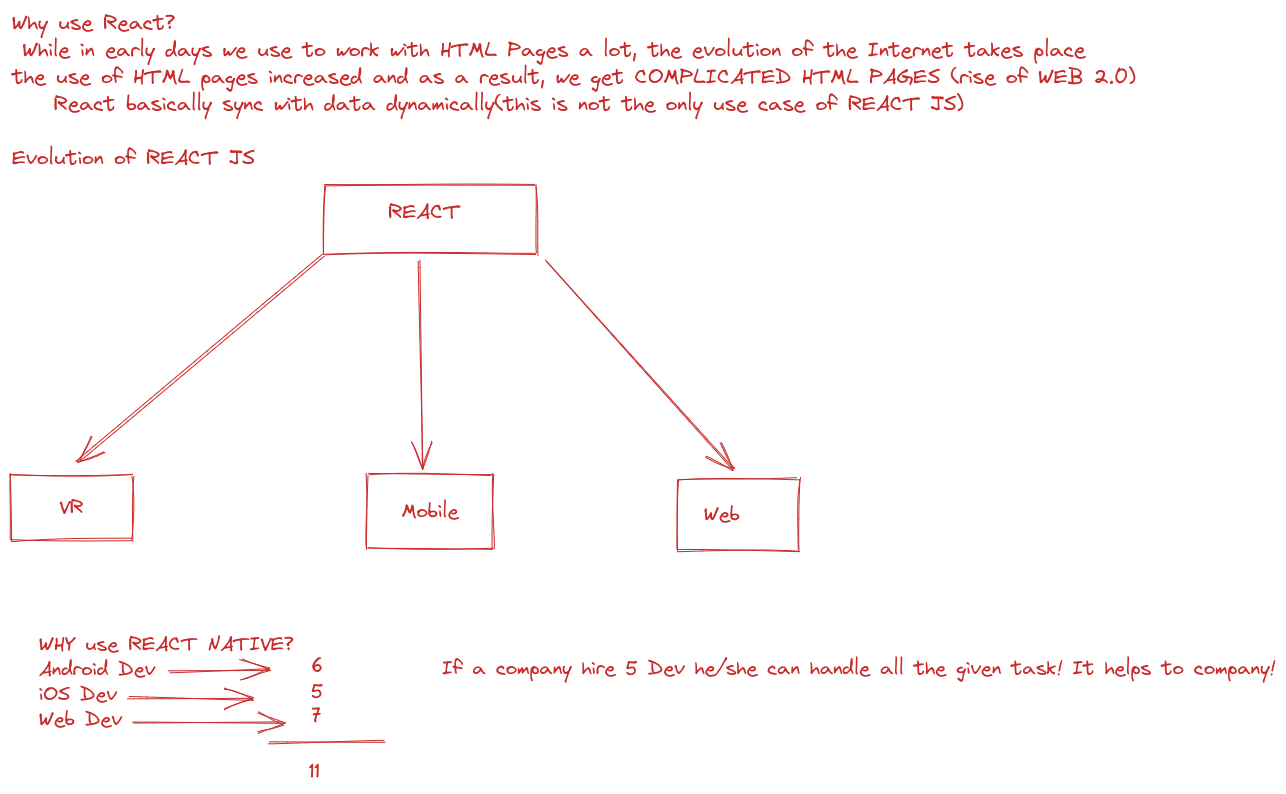 Why use React?
While in early days we use to work with HTML Pages a lot, the evolution of the Internet takes place
the use of HTML pages increased and as a result, we get COMPLICATED HTML PAGES (rise of WEB 2.0)
React basically sync with data dynamically(this is not the only use case of REACT JS)
Evolution of REACT JS
REACT
VR
Mobile
Web
WHY use REACT NATIVE?
Android Dev 6
iOS Dev 5
Web Dev 7
11
If a company hire 5 Dev he/she can handle all the given task! It helps to company!